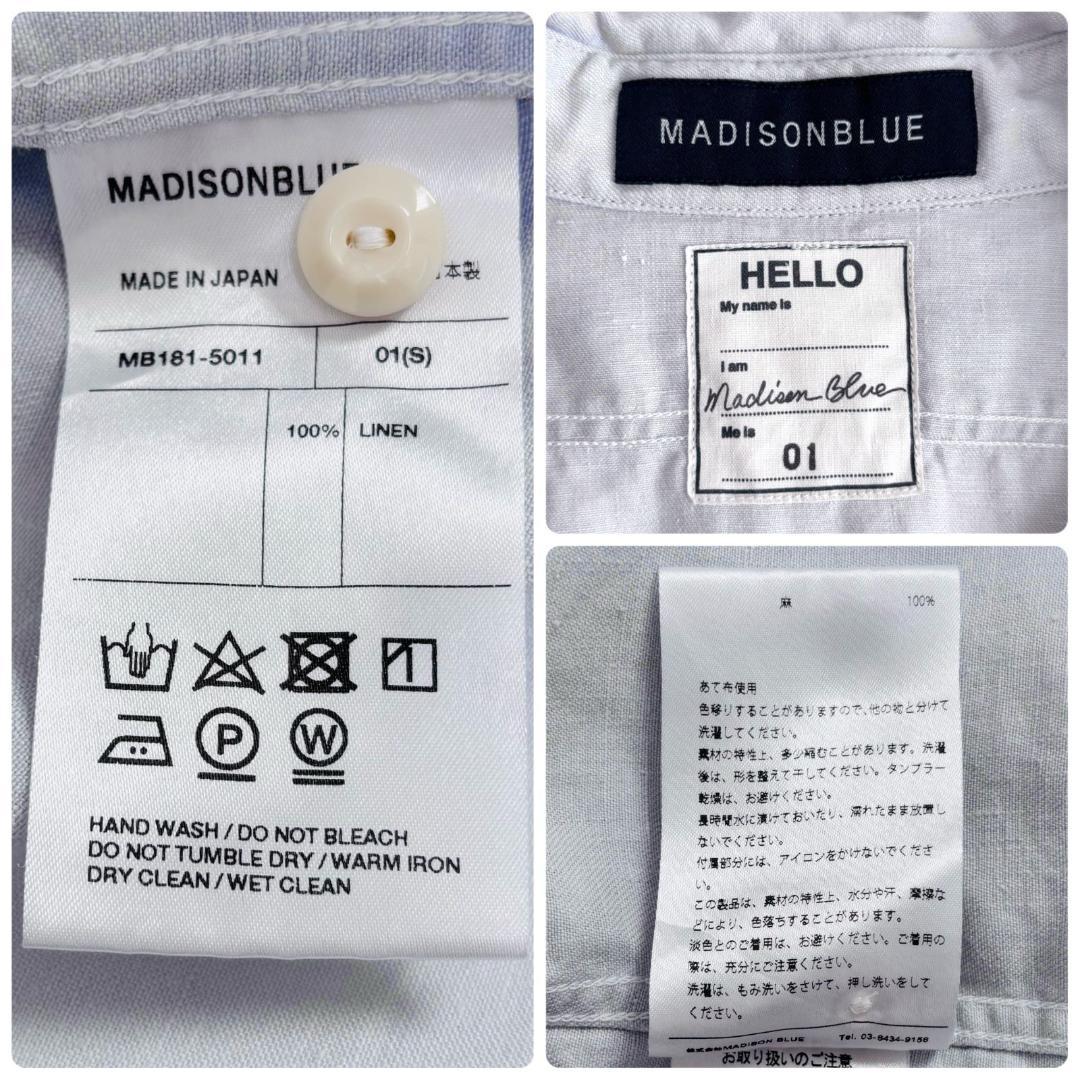 MADISONBLU
MADE IN JAPAN
本製
MB181-5011 01(S)
100% LINEN
P
W
HAND WASH / DO NOT BLEACH
DO NOT TUMBLE DRY / WARM IRON
DRY CLEAN / WET CLEAN
MADISONBLUE
HELLO
My name is
I am
Madison Blue
Me is
01
麻 100%
あて布使用
色移りすることがありますので、他の物と分けて
洗濯してください。
素材の特性上、多少縮むことがあります。洗濯
後は、形を整えて干してください。タンブラー
乾燥は、お避けください。
長時間水に漬けておいたり、濡れたまま放置し
ないでください。
付属部分には、アイロンをかけないでくださ
い。
この製品は、素材の特性上、水分や汗、摩擦な
どにより、色落ちすることがあります。
淡色とのご着用は、お避けください。ご着用の
際は、充分にご注意ください。
洗濯は、もみ洗いをさけて、押し洗いをして
ください。
株式会社MADISON BLUE Tel. 03-6434-9156
お取り扱いのご注意